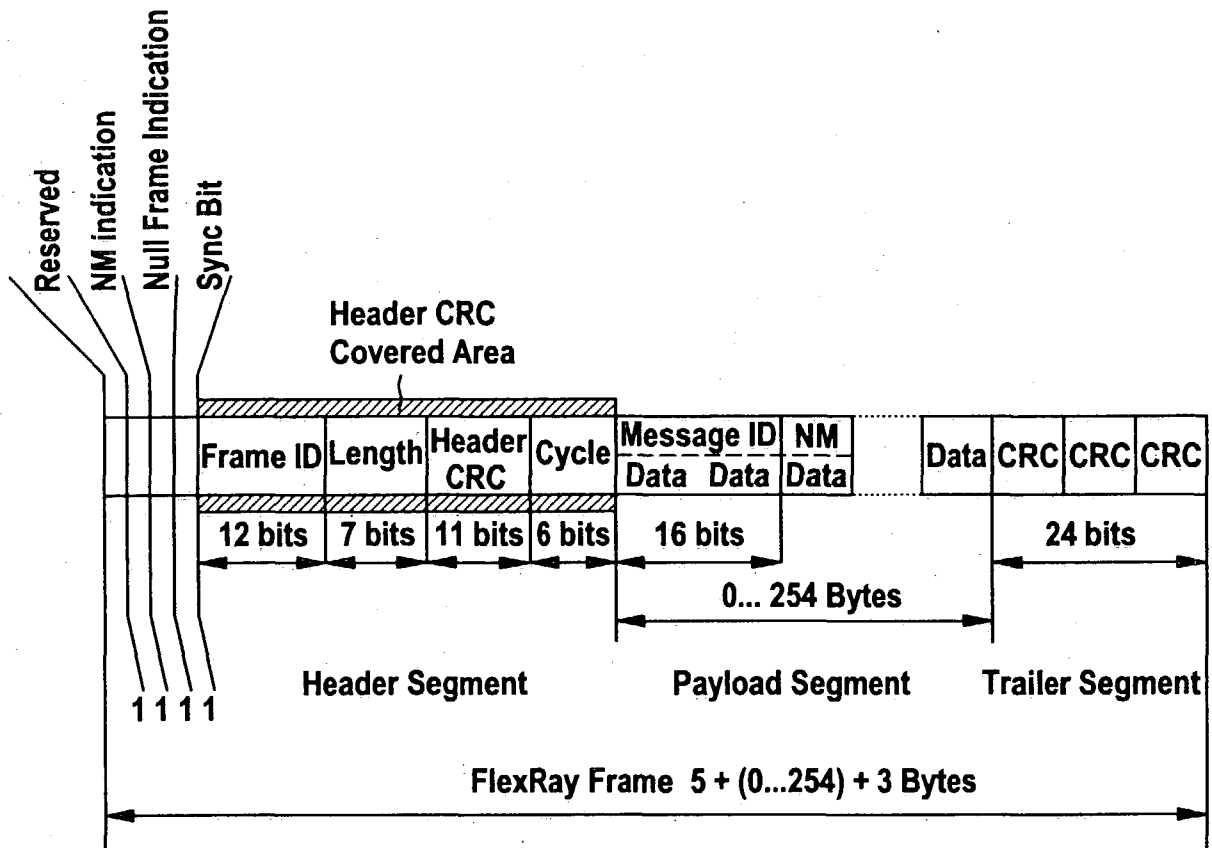 Reserved
NM indication
Null Frame Indication
Sync Bit
Header CRC
Covered Area
Frame ID
Length
Header
CRC
Cycle
Message ID
Data Data
NM
Data
Data
CRC
CRC
CRC
12 bits
7 bits
11 bits
6 bits
16 bits
24 bits
0... 254 Bytes
1 1 1 1
Header Segment
Payload Segment
Trailer Segment
FlexRay Frame 5 + (0...254) + 3 Bytes